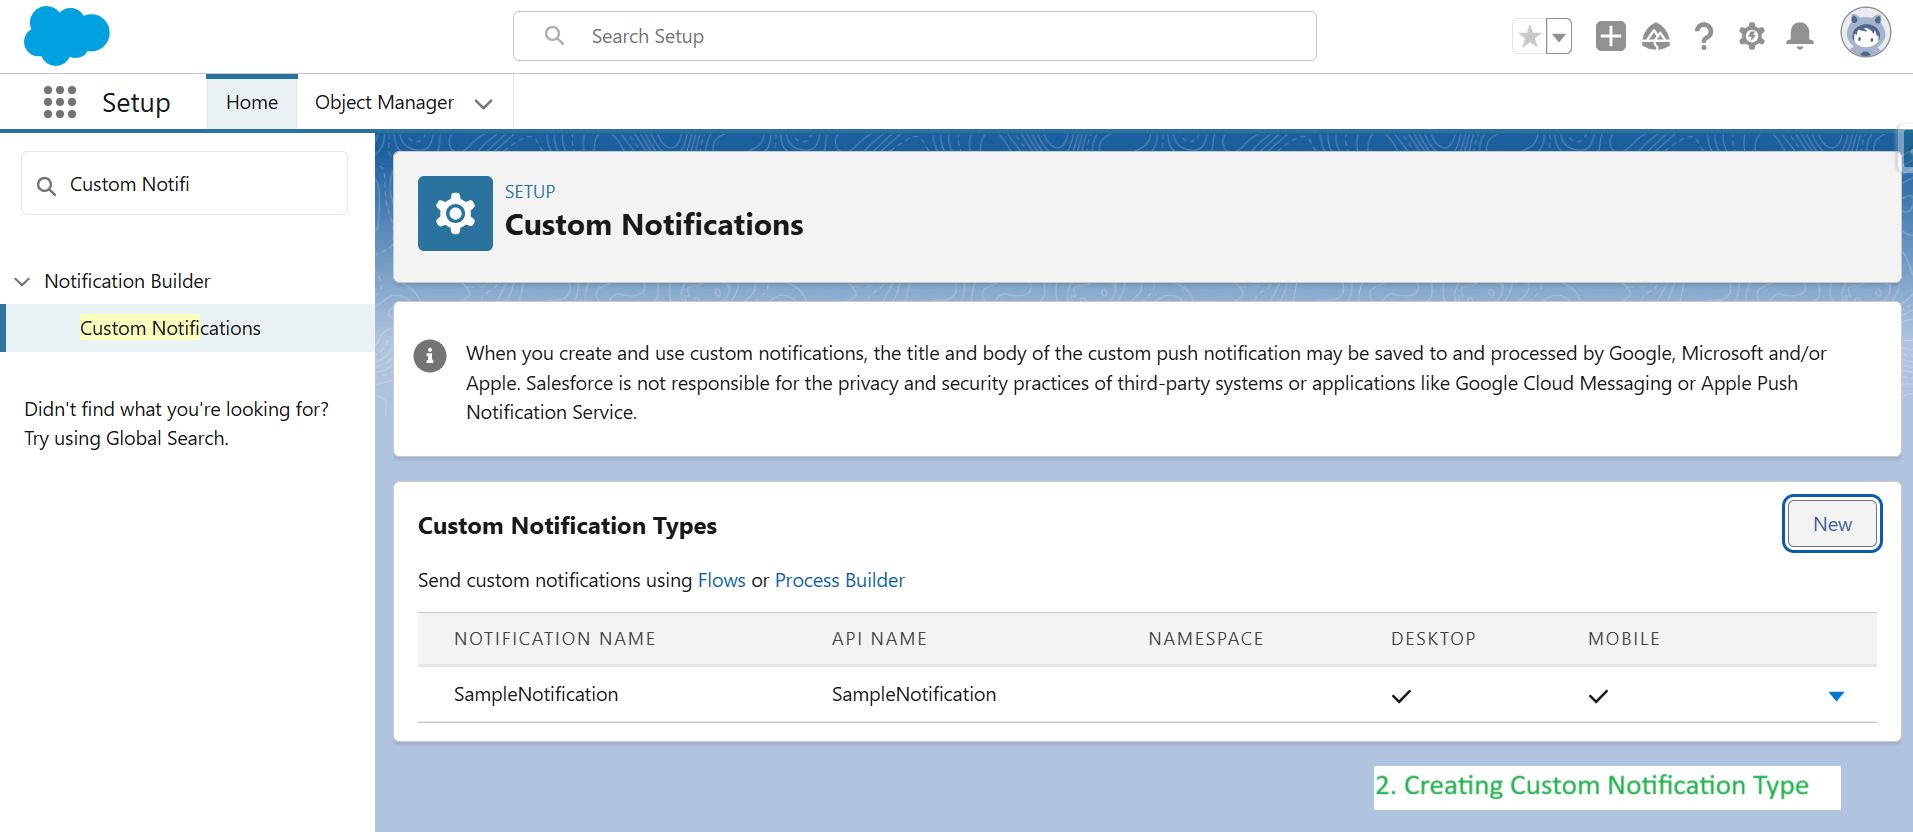 Search Setup
Setup
Home
Object Manager
Custom Notifi
Notification Builder
Custom Notifications
Didn't find what you're looking for?
Try using Global Search.
SETUP
Custom Notifications
When you create and use custom notifications, the title and body of the custom push notification may be saved to and processed by Google, Microsoft and/or
Apple. Salesforce is not responsible for the privacy and security practices of third-party systems or applications like Google Cloud Messaging or Apple Push
Notification Service.
Custom Notification Types
New
Send custom notifications using Flows or Process Builder
NOTIFICATION NAME API NAME NAMESPACE DESKTOP MOBILE
SampleNotification SampleNotification
2. Creating Custom Notification Type